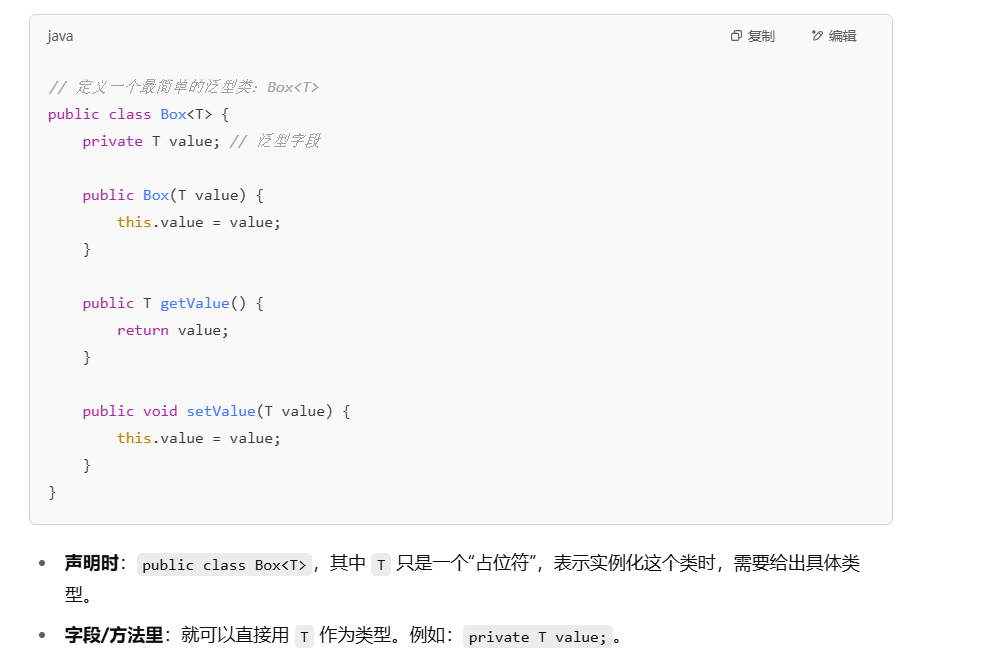 java 复制 编辑
// 定义一个最简单的泛型类：Box<T>
public class Box<T> {
    private T value; // 泛型字段
    public Box(T value) {
        this.value = value;
    }
    public T getValue() {
        return value;
    }
    public void setValue(T value) {
        this.value = value;
    }
}
• 声明时：public class Box<T>，其中 T 只是一个“占位符”，表示实例化这个类时，需要给出具体类
型。
• 字段/方法里：就可以直接用 T 作为类型。例如：private T value;。